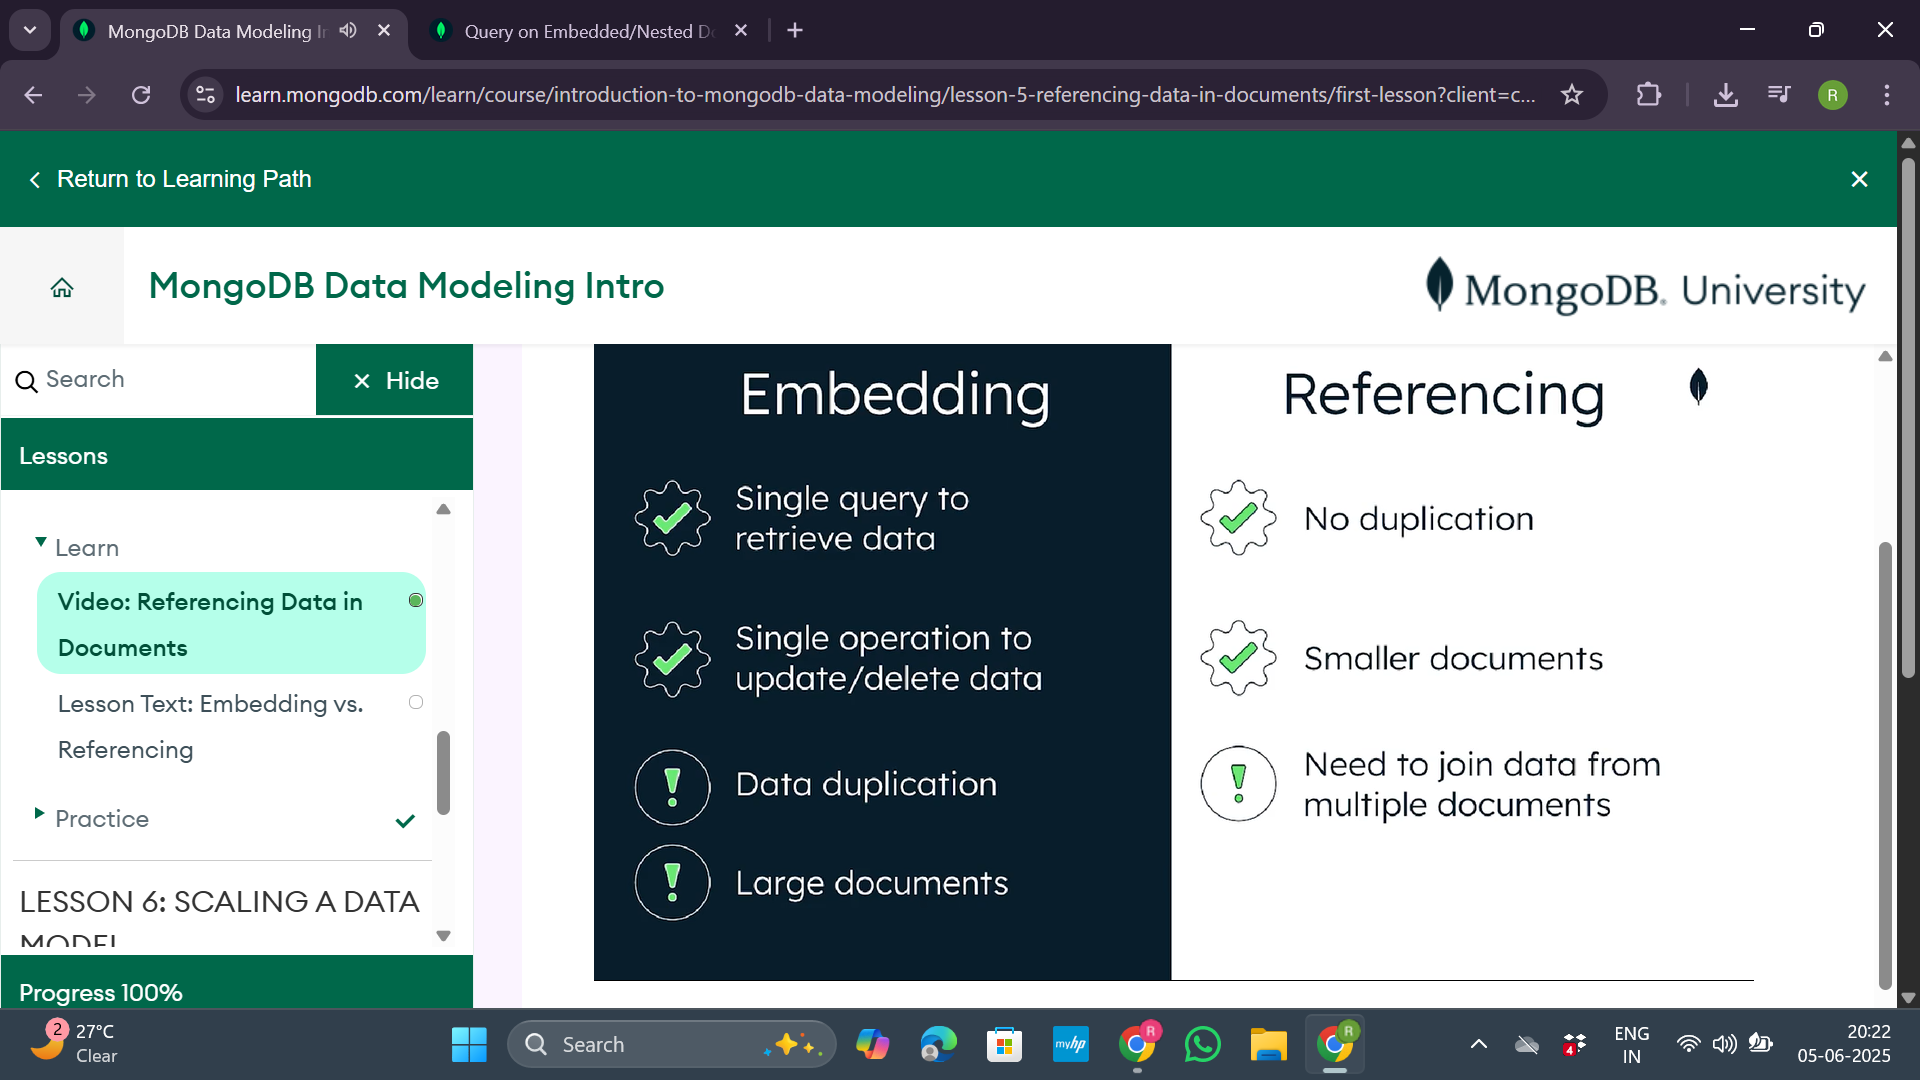 MongoDB Data Modeling In
Query on Embedded/Nested Do
learn.mongodb.com/learn/course/introduction-to-mongodb-data-modeling/lesson-5-referencing-data-in-documents/first-lesson?client=c...
R
Return to Learning Path
MongoDB Data Modeling Intro
MongoDB. University
Search
Hide
Lessons
Learn
Video: Referencing Data in
Documents
Lesson Text: Embedding vs.
Referencing
Practice
LESSON 6: SCALING A DATA
MODEL
Progress 100%
Embedding
Single query to
retrieve data
Single operation to
update/delete data
Data duplication
Large documents
Referencing
No duplication
Smaller documents
Need to join data from
multiple documents
2
27°C
Clear
Search
myhp
R
R
4
ENG
IN
20:22
05-06-2025